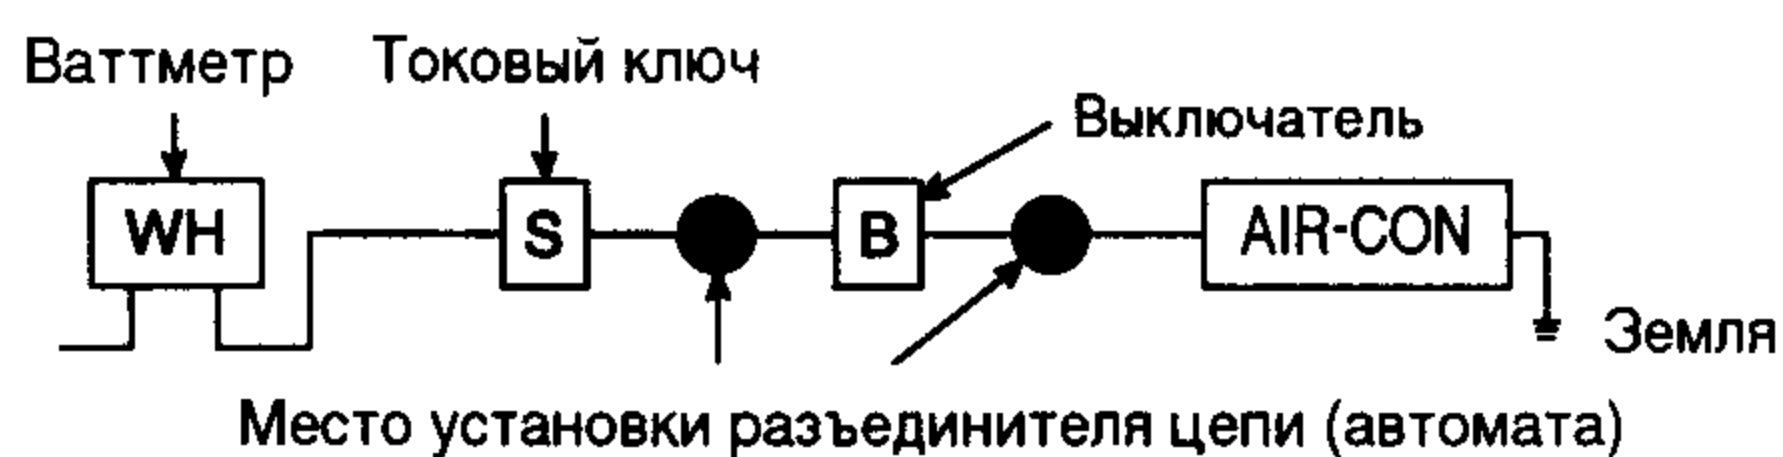 Ваттметр
Токовый ключ
Выключатель
WH
S
B
AIR-CON
Земля
Место установки разъединителя цепи (автомата)